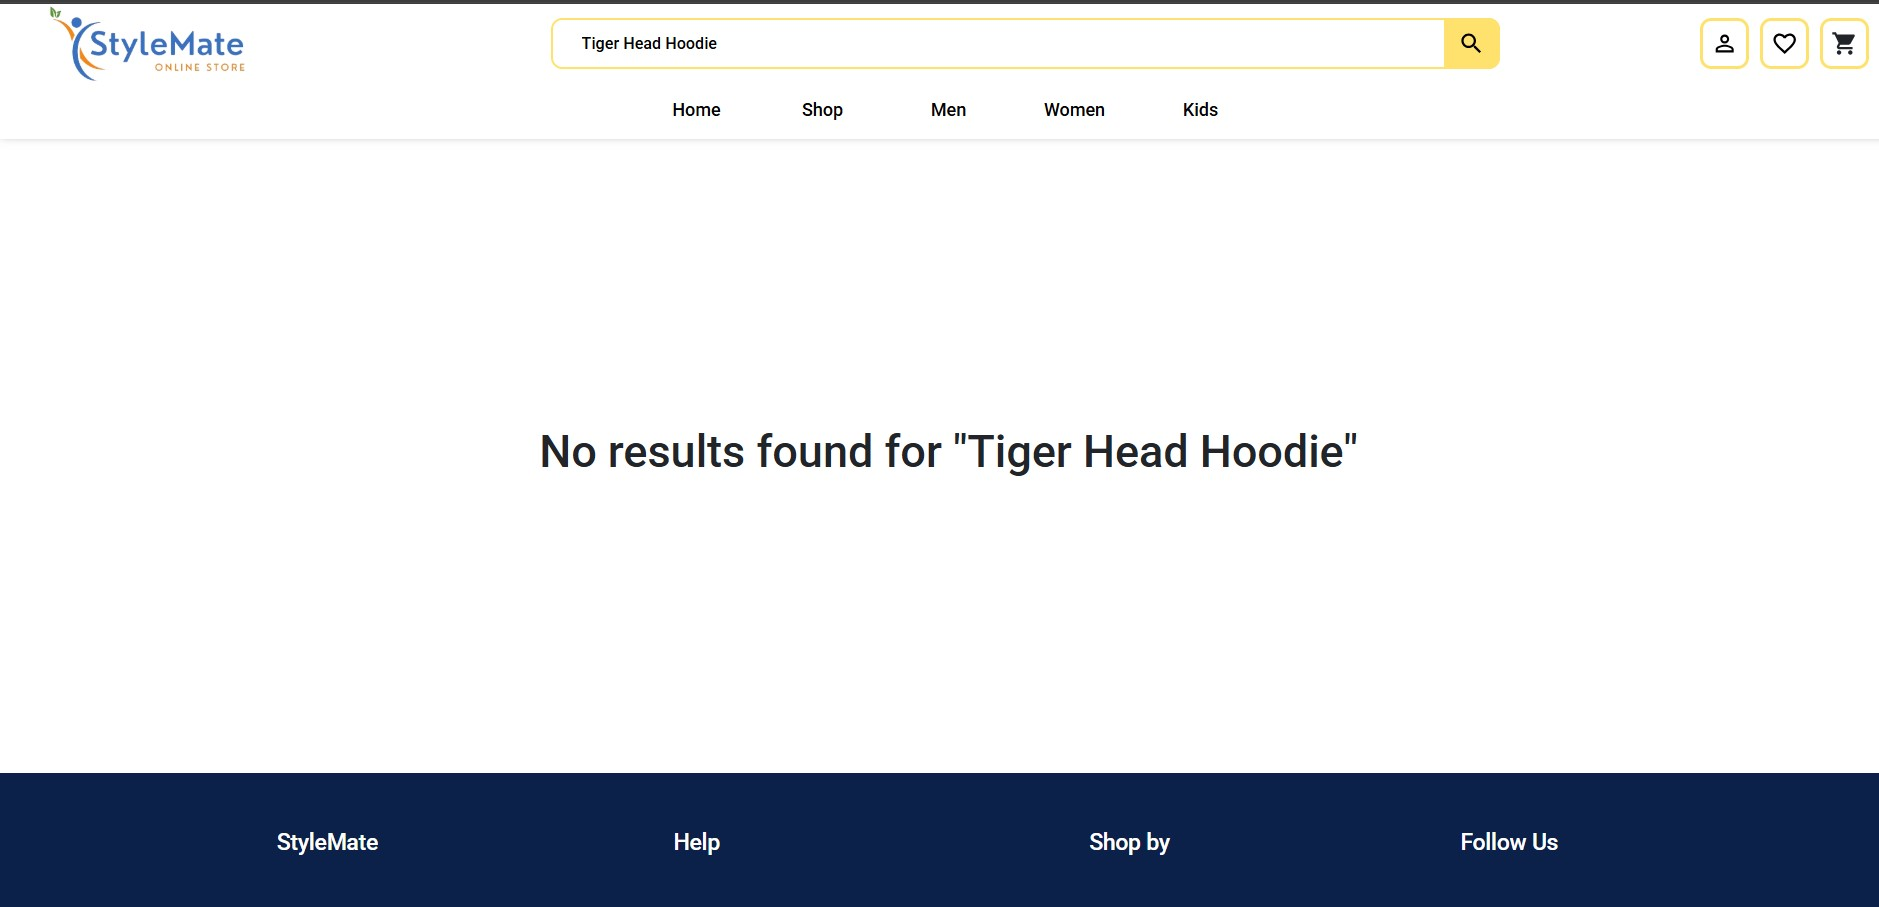 StyleMate
ONLINE STORE
Tiger Head Hoodie
Home Shop Men Women Kids
No results found for "Tiger Head Hoodie"
StyleMate Help Shop by Follow Us